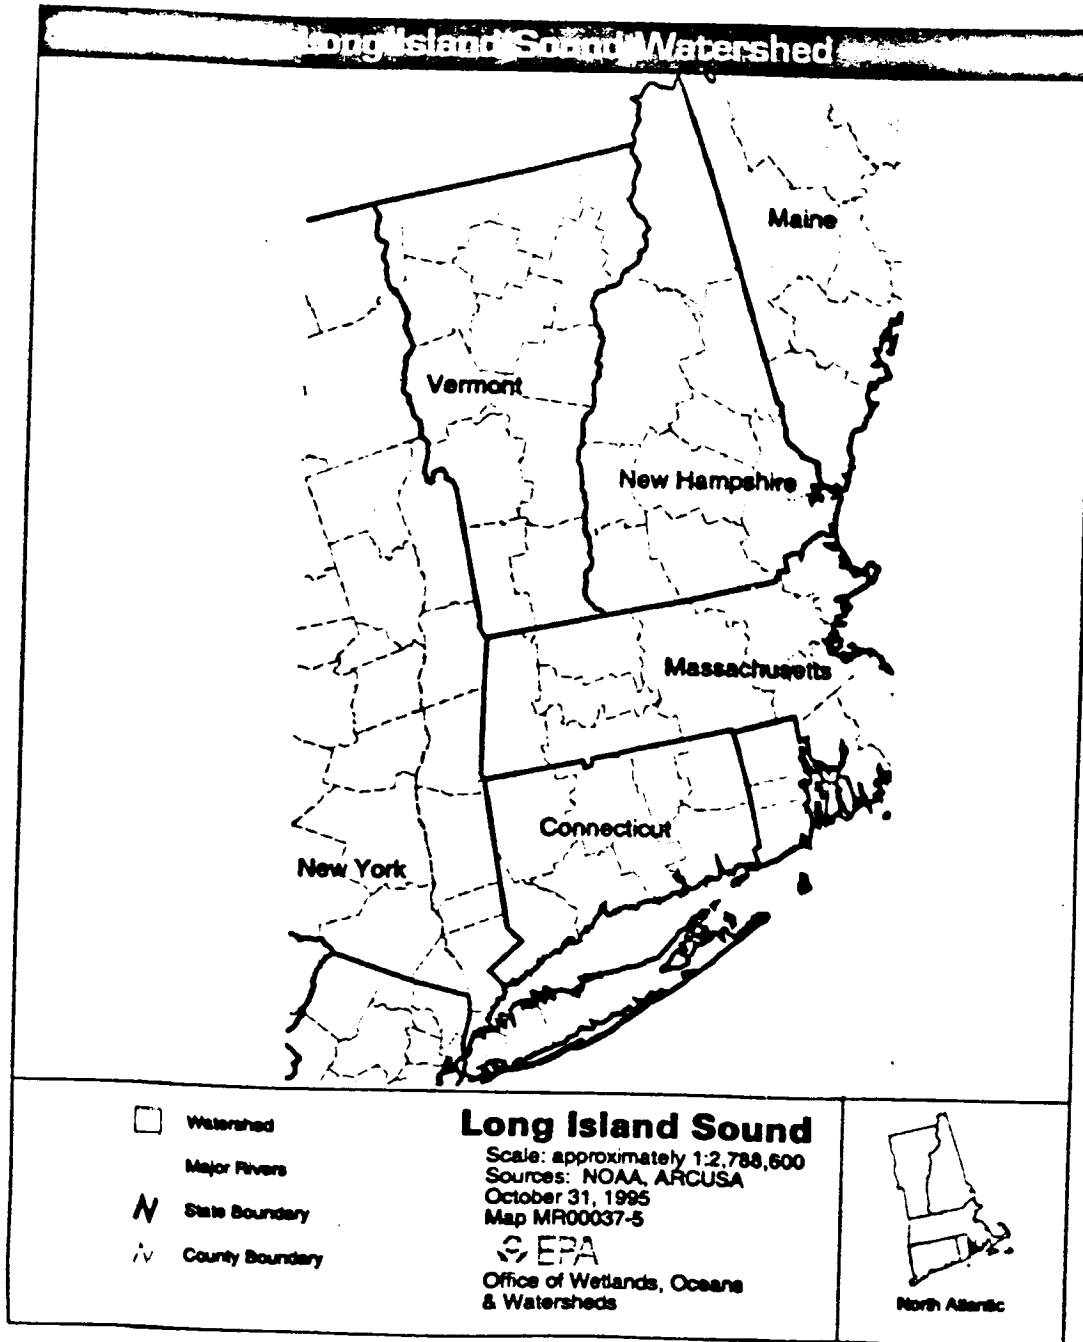 Long Island Sound Watershed
Maine
Vermont
New Hampshire
Massachusetts
Connecticut
New York
Watershed
Major Rivers
State Boundary
County Boundary
Long Island Sound
Scale: approximately 1:2,788,600
Sources: NOAA, ARCUSA
October 31, 1995
Map MR00037-5
EPA
Office of Wetlands, Oceans
& Watersheds
North Atlantic